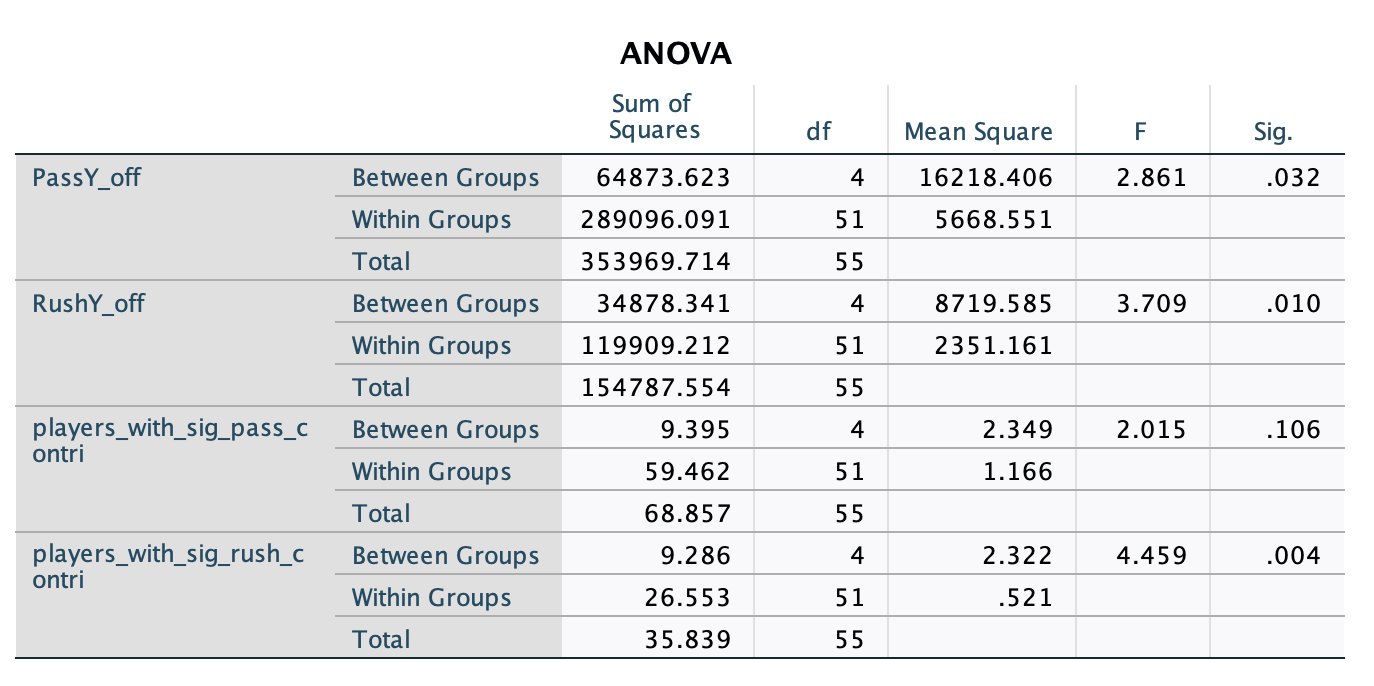 ANOVA
Sum of
Squares df Mean Square F Sig.
PassY_off Between Groups 64873.623 4 16218.406 2.861 .032
Within Groups 289096.091 51 5668.551
Total 353969.714 55
RushY_off Between Groups 34878.341 4 8719.585 3.709 .010
Within Groups 119909.212 51 2351.161
Total 154787.554 55
players_with_sig_pass_c Between Groups 9.395 4 2.349 2.015 .106
ontri
Within Groups 59.462 51 1.166
Total 68.857 55
players_with_sig_rush_c Between Groups 9.286 4 2.322 4.459 .004
ontri
Within Groups 26.553 51 .521
Total 35.839 55